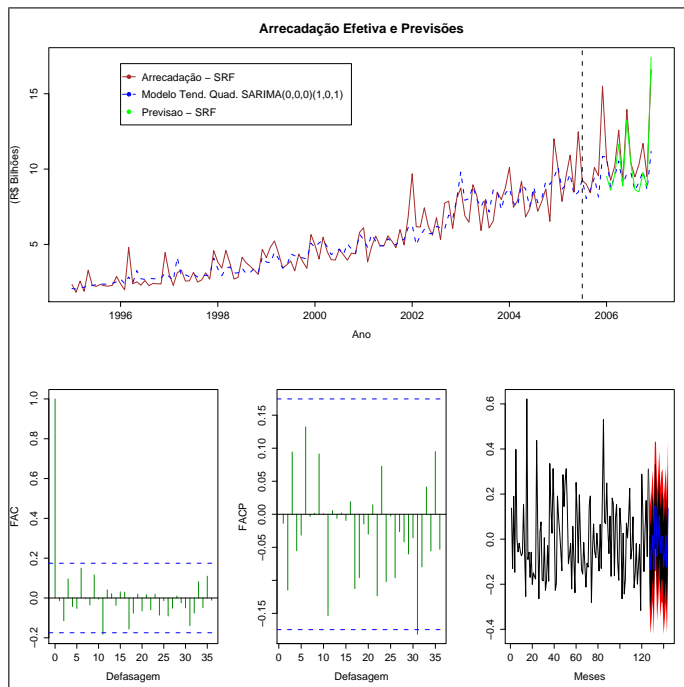 Arrecadação Efetiva e Previsões
(R$ Bilhões)
15
10
5
Arrecadação − SRF
Modelo Tend. Quad. SARIMA(0,0,0)(1,0,1)
Previsao − SRF
1996 1998 2000 2002 2004 2006
Ano
FAC
1.0
0.8
0.6
0.4
0.2
0.0
−0.2
0 5 10 15 20 25 30 35
Defasagem
FACP
0.15
0.05
−0.05
−0.15
0 5 10 15 20 25 30 35
Defasagem
0.6
0.4
0.2
0.0
−0.2
−0.4
0 20 40 60 80 120
Meses